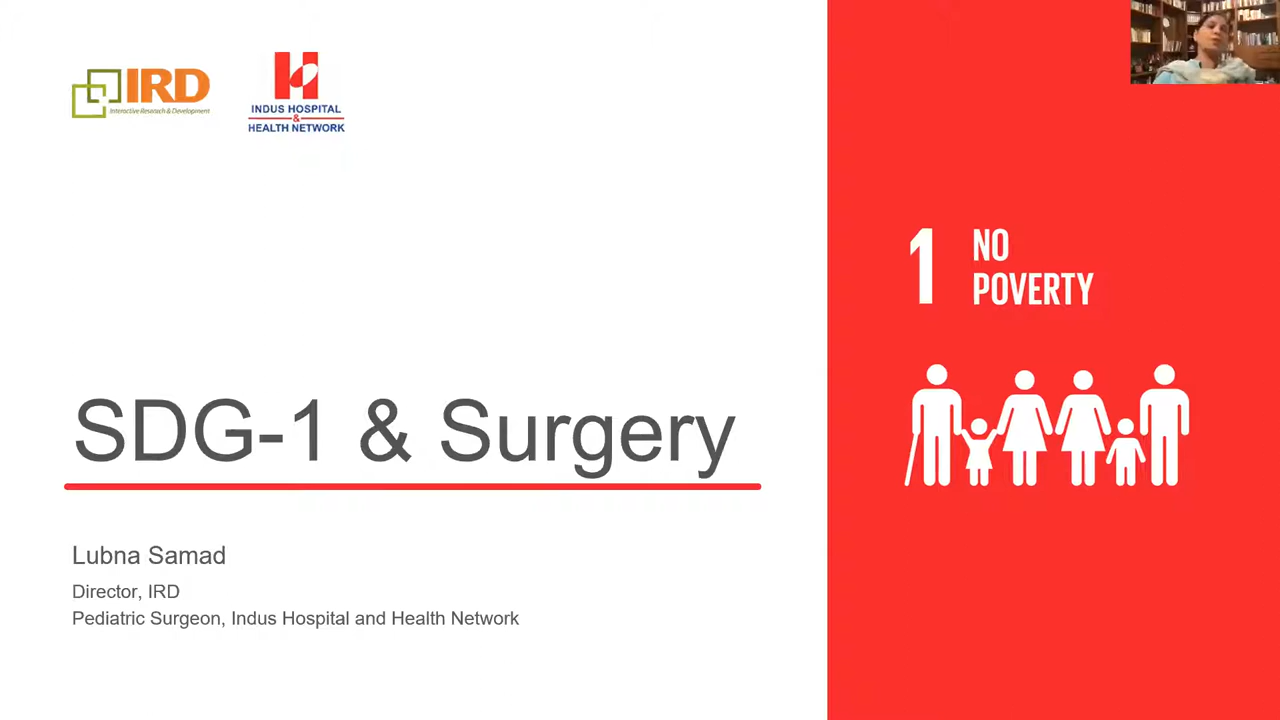 IRD
Interactive Research & Development
INDUS HOSPITAL
&
HEALTH NETWORK
1 NO
POVERTY
SDG-1 & Surgery
Lubna Samad
Director, IRD
Pediatric Surgeon, Indus Hospital and Health Network